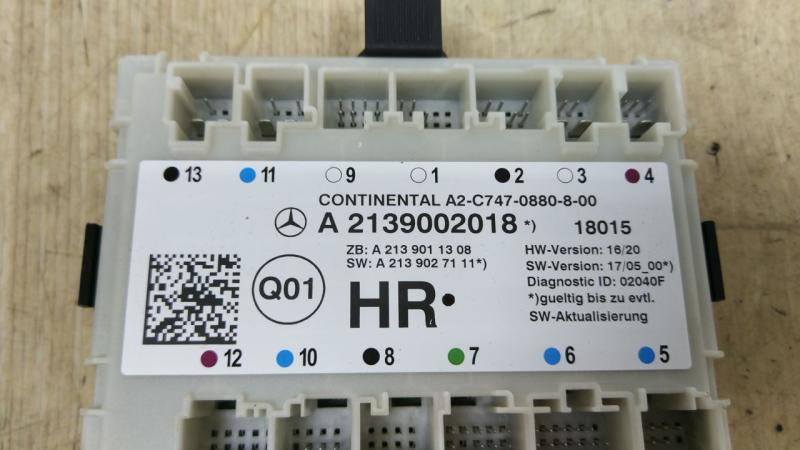 13 11 9 1 2 3 4
CONTINENTAL A2-C747-0880-8-00
A 2139002018 *) 18015
ZB: A 213 901 13 08
SW: A 213 902 71 11*)
HW-Version: 16/20
SW-Version: 17/05_00*)
Diagnostic ID: 02040F
*)gueltig bis zu evtl.
SW-Aktualisierung
Q01
HR
12 10 8 7 6 5